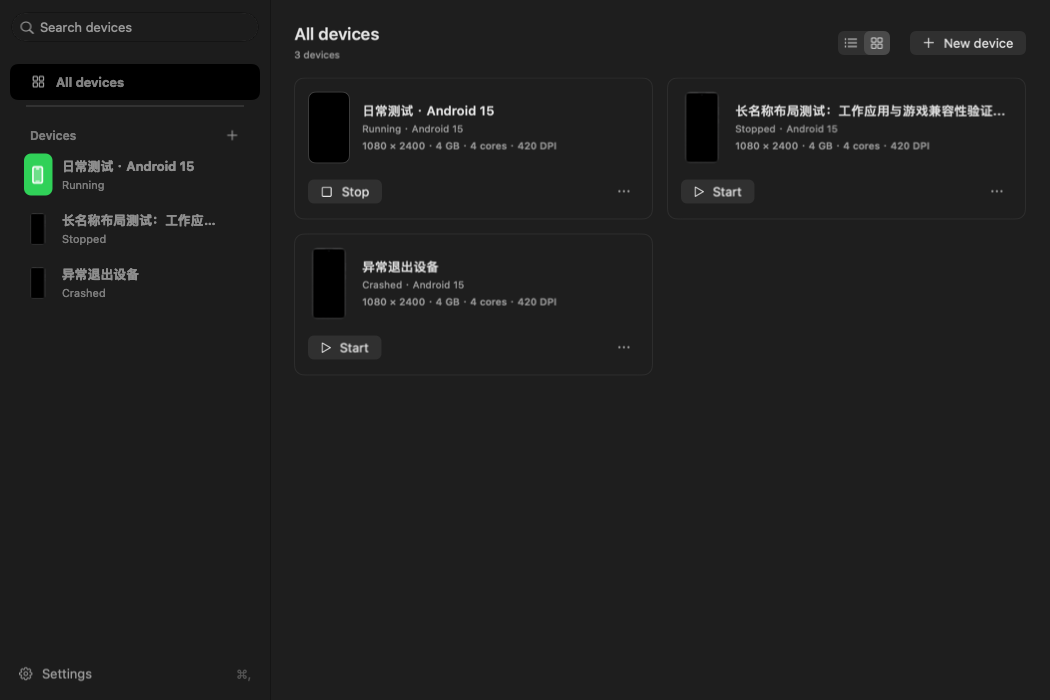 Search devices
All devices
Devices
日常测试 · Android 15
Running
长名称布局测试：工作应...
Stopped
异常退出设备
Crashed
Settings
⌘,
All devices
3 devices
New device
日常测试 · Android 15
Running · Android 15
1080 × 2400 · 4 GB · 4 cores · 420 DPI
Stop
长名称布局测试：工作应用与游戏兼容性验证...
Stopped · Android 15
1080 × 2400 · 4 GB · 4 cores · 420 DPI
Start
异常退出设备
Crashed · Android 15
1080 × 2400 · 4 GB · 4 cores · 420 DPI
Start